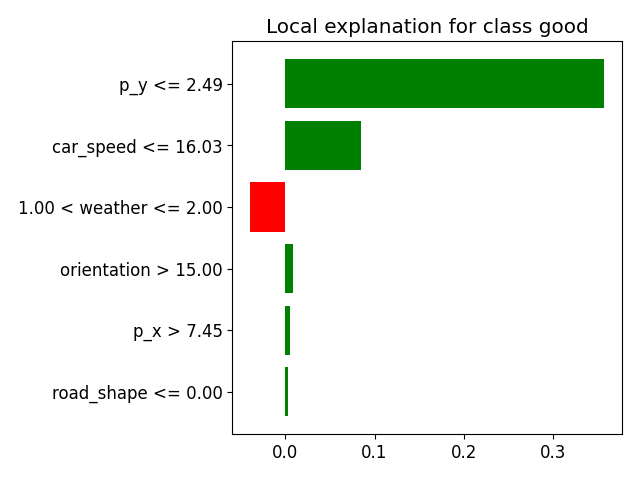 Local explanation for class good
p_y <= 2.49
car_speed <= 16.03
1.00 < weather <= 2.00
orientation > 15.00
p_x > 7.45
road_shape <= 0.00
0.0 0.1 0.2 0.3